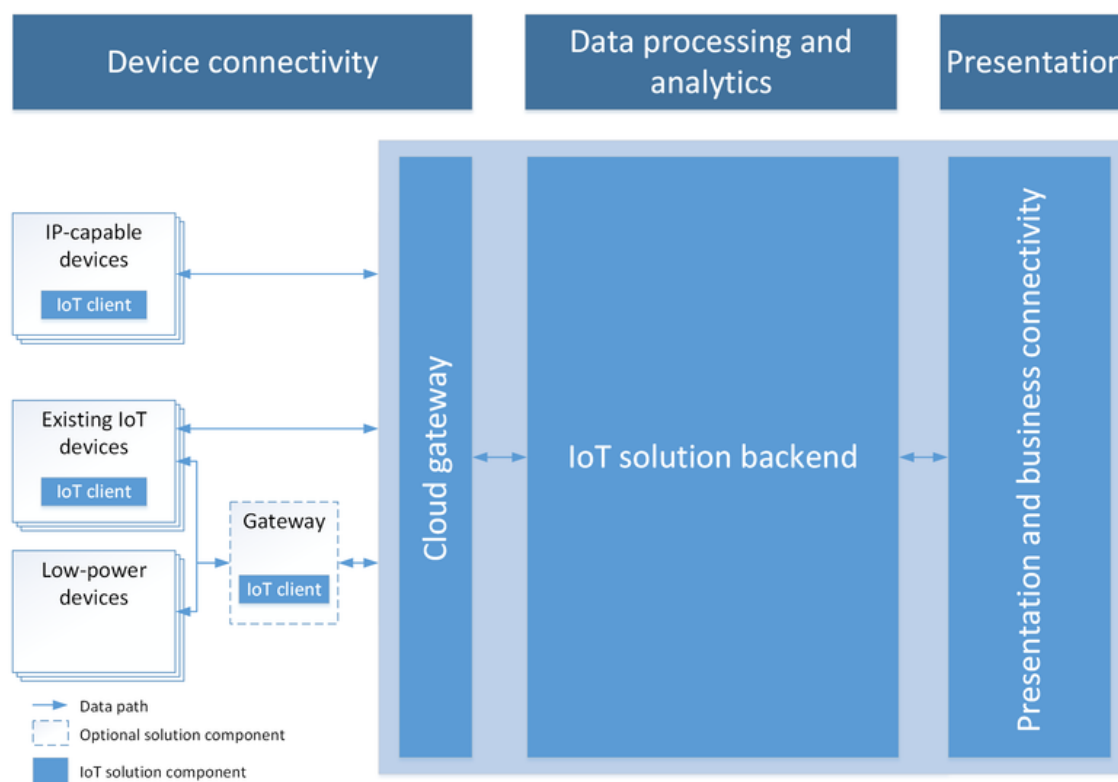 Device connectivity
Data processing and
analytics
Presentation
IP-capable
devices
IoT client
Existing IoT
devices
IoT client
Low-power
devices
Gateway
IoT client
Cloud gateway
IoT solution backend
Presentation and business connectivity
Data path
Optional solution component
IoT solution component